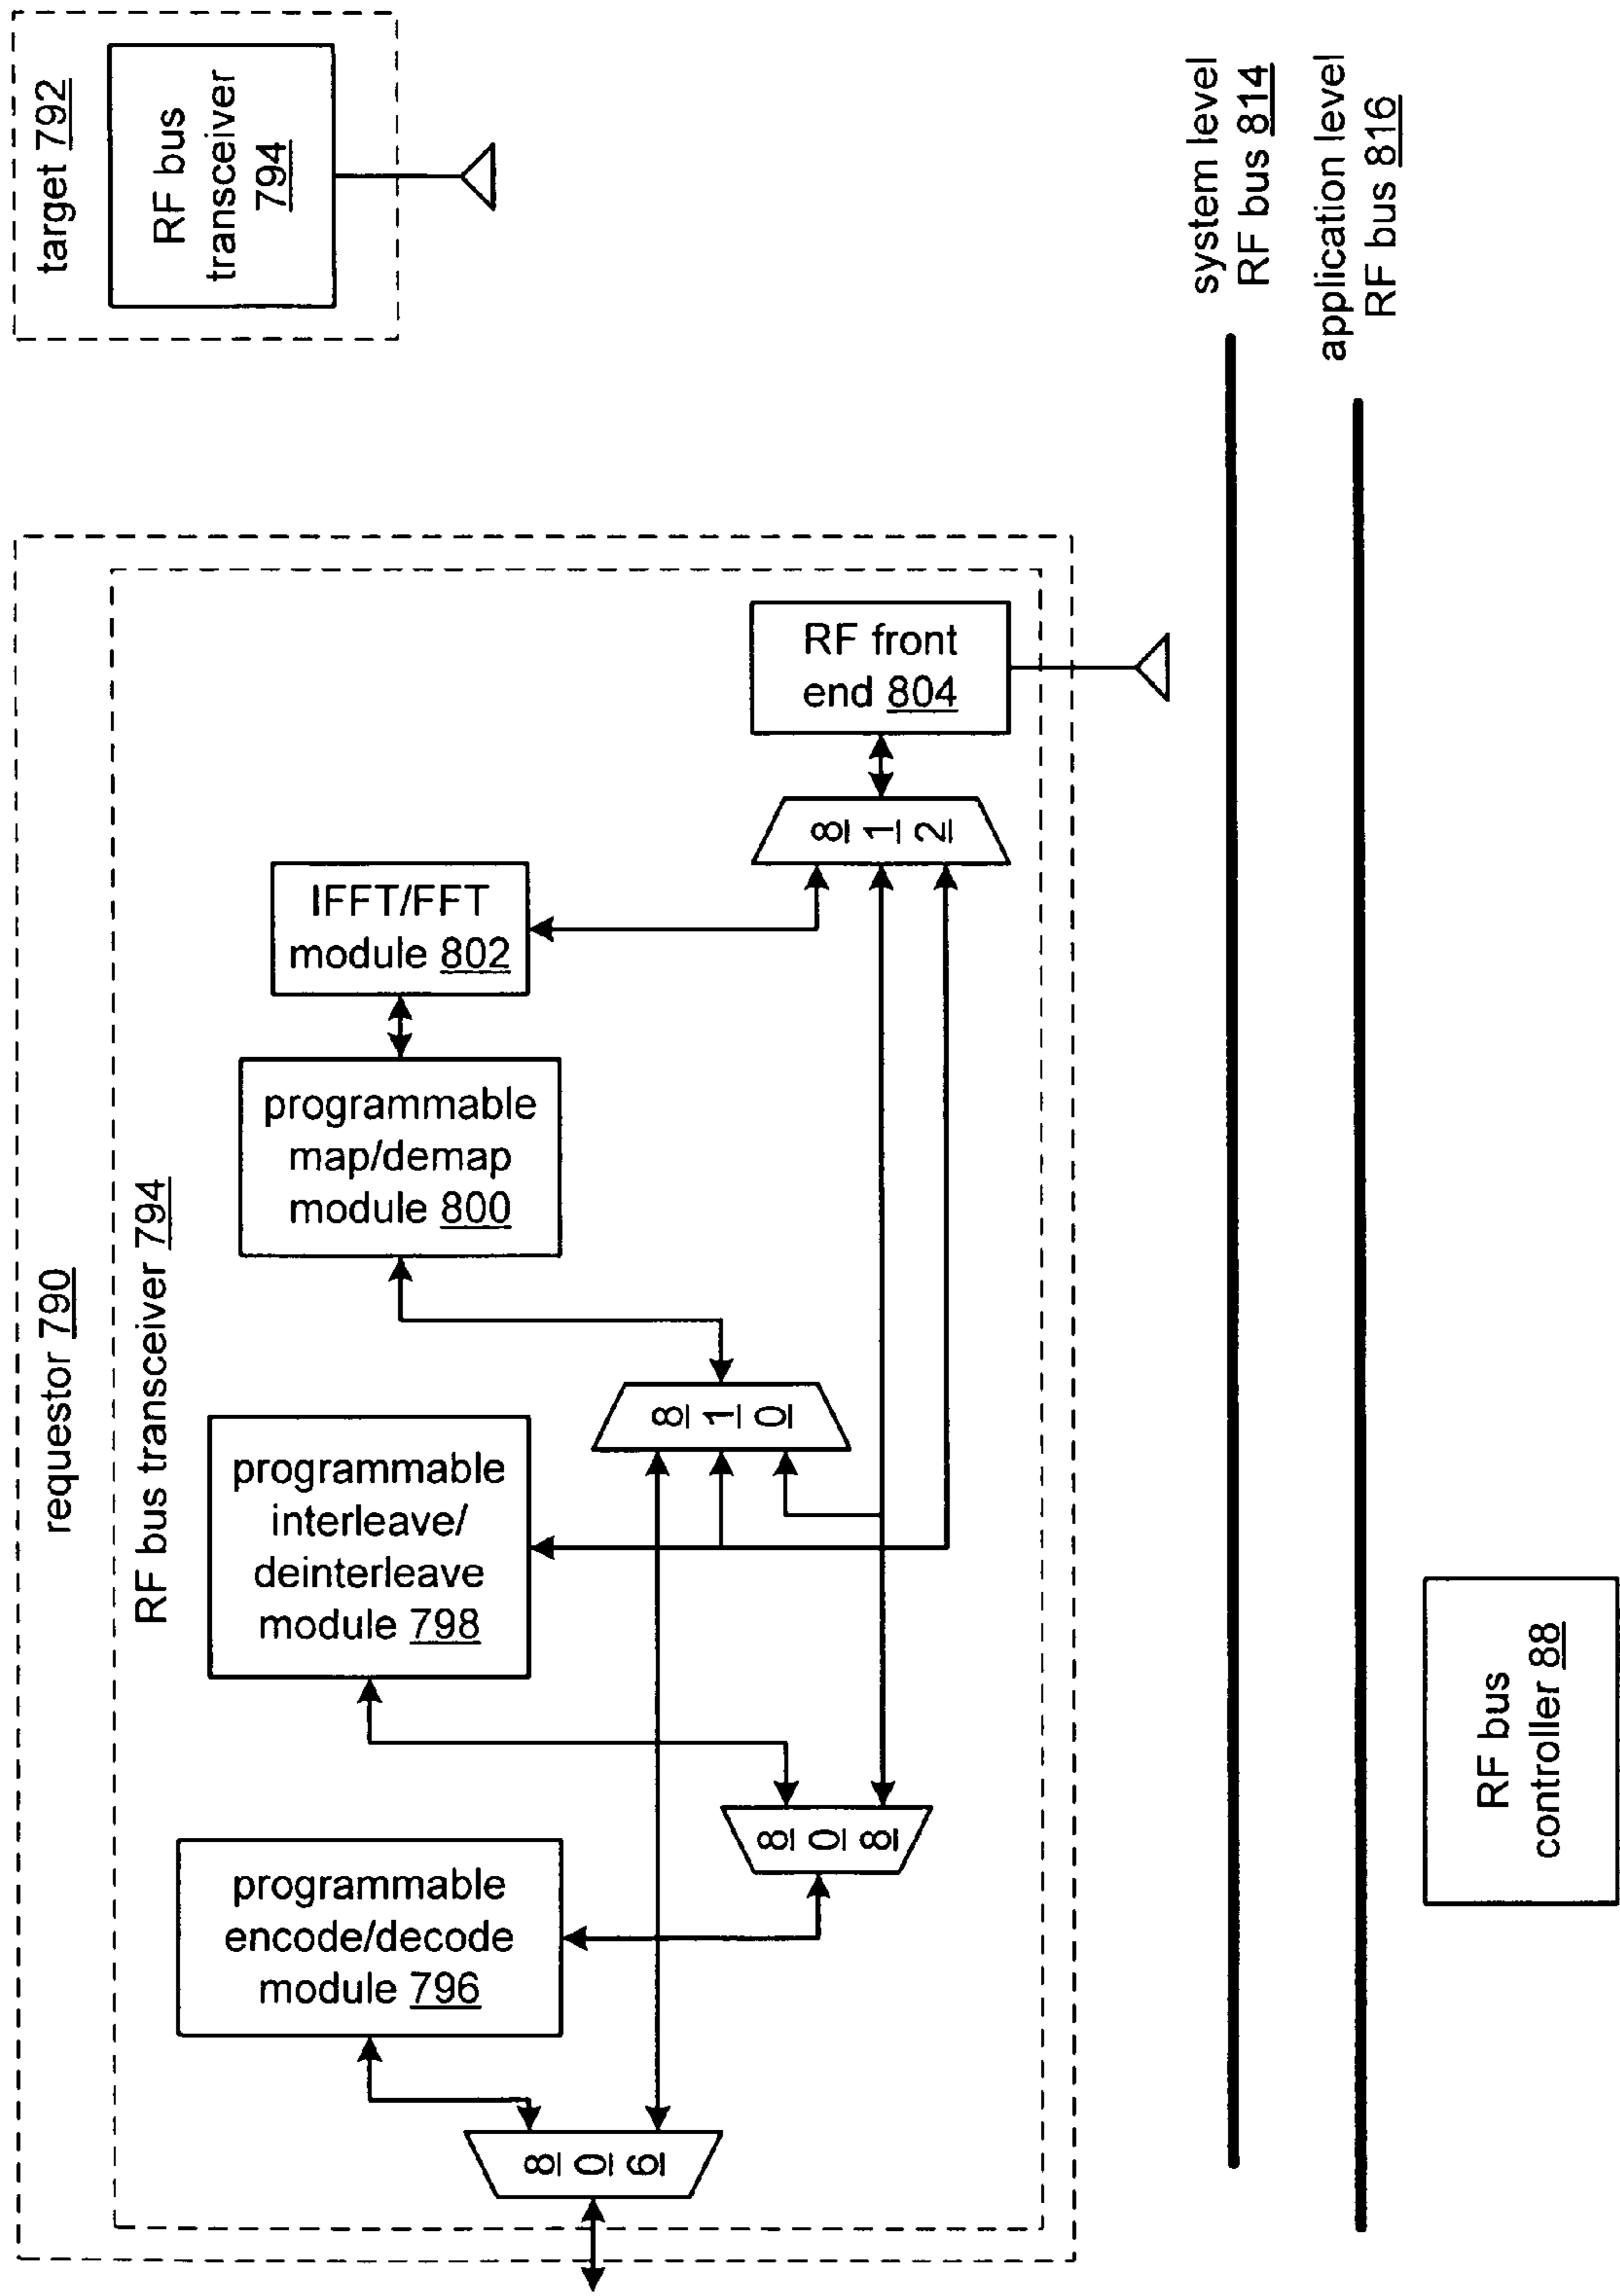 requestor 790
RF bus transceiver 794
programmable
encode/decode
module 796
programmable
interleave/
deinterleave
module 798
programmable
map/demap
module 800
IFFT/FFT
module 802
RF front
end 804
806
808
810
812
target 792
RF bus
transceiver
794
system level
RF bus 814
application level
RF bus 816
RF bus
controller 88